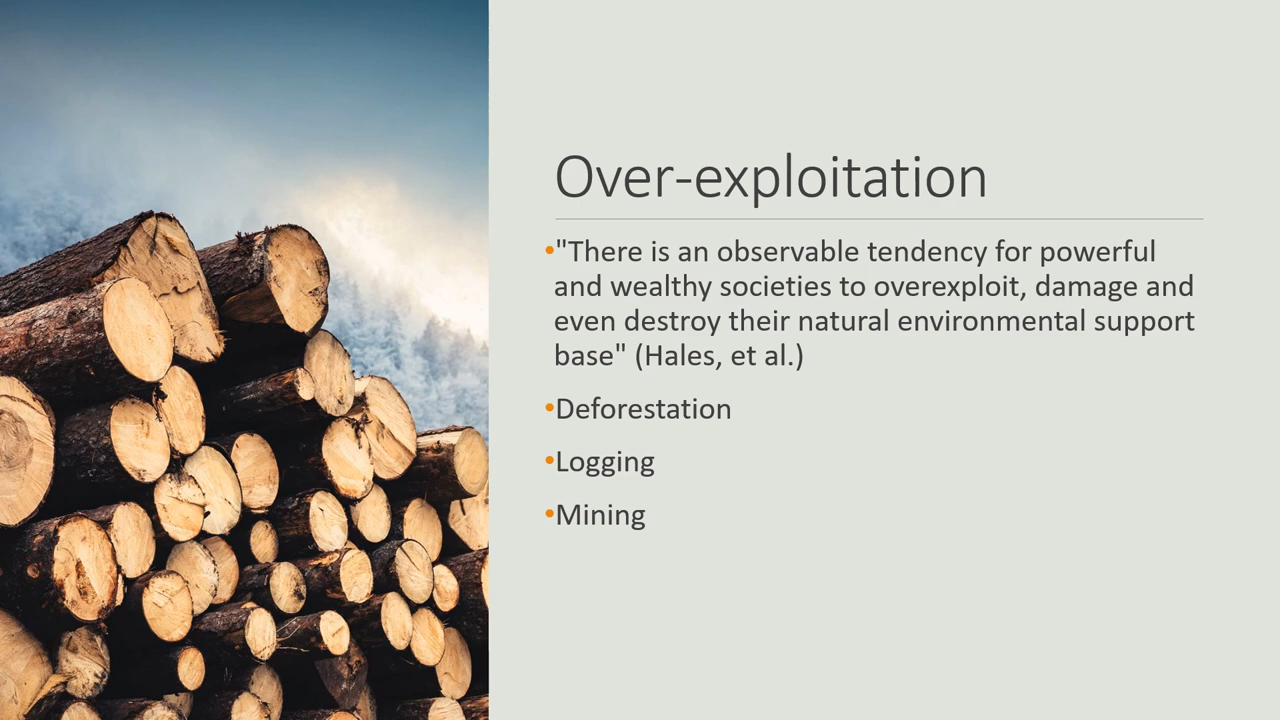 Over-exploitation
•"There is an observable tendency for powerful
and wealthy societies to overexploit, damage and
even destroy their natural environmental support
base" (Hales, et al.)
•Deforestation
•Logging
•Mining